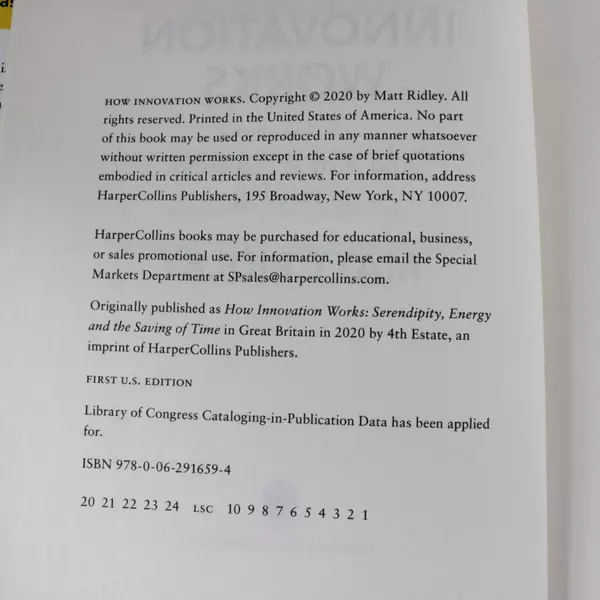 INNOVATION
WORKS
HOW INNOVATION WORKS. Copyright © 2020 by Matt Ridley. All
rights reserved. Printed in the United States of America. No part
of this book may be used or reproduced in any manner whatsoever
without written permission except in the case of brief quotations
embodied in critical articles and reviews. For information, address
HarperCollins Publishers, 195 Broadway, New York, NY 10007.
HarperCollins books may be purchased for educational, business,
or sales promotional use. For information, please email the Special
Markets Department at SPsales@harpercollins.com.
Originally published as How Innovation Works: Serendipity, Energy
and the Saving of Time in Great Britain in 2020 by 4th Estate, an
imprint of HarperCollins Publishers.
FIRST U.S. EDITION
Library of Congress Cataloging-in-Publication Data has been applied
for.
ISBN 978-0-06-291659-4
20 21 22 23 24 LSC 10 9 8 7 6 5 4 3 2 1